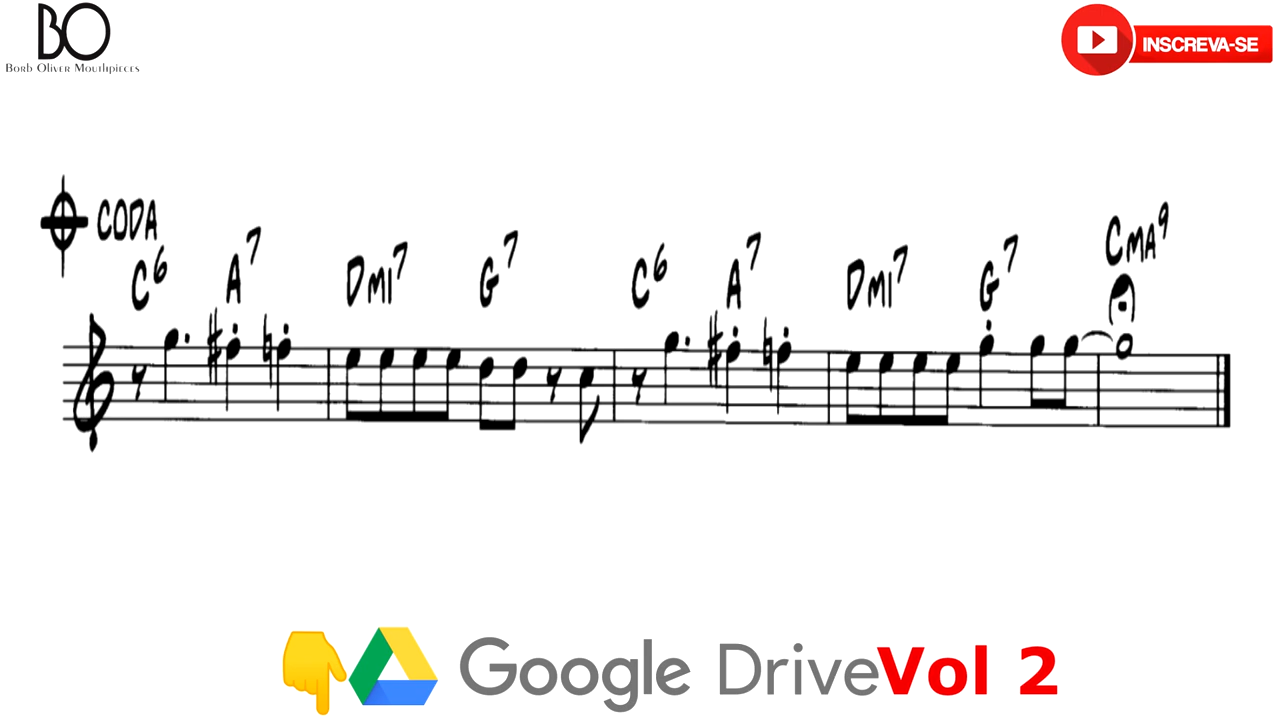 BO
Borb Oliver Mouthpieces
INSCREVA-SE
CODA
C6 A7 Dmi7 G7 C6 A7 Dmi7 G7 Cma9
Google Drive Vol 2